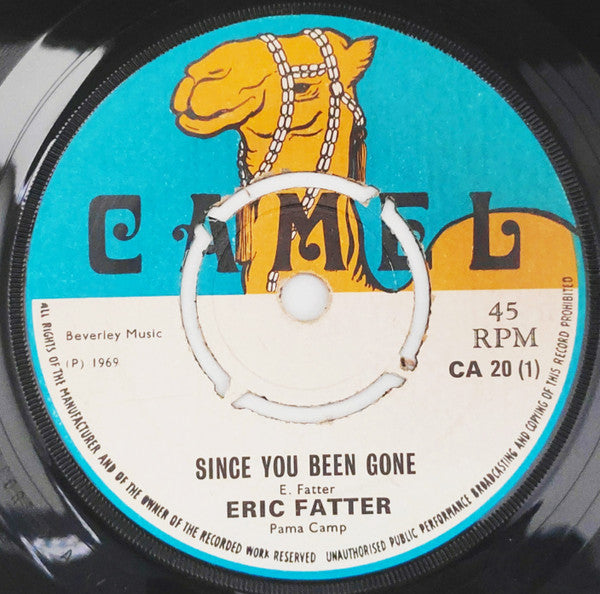 CAMEL
Beverley Music
(P) 1969
45
RPM
CA 20 (1)
SINCE YOU BEEN GONE
E. Fatter
ERIC FATTER
Pama Camp
ALL RIGHTS OF THE MANUFACTURER AND OF THE OWNER OF THE RECORDED WORK RESERVED UNAUTHORISED PUBLIC PERFORMANCE BROADCASTING AND COPYING OF THIS RECORD PROHIBITED